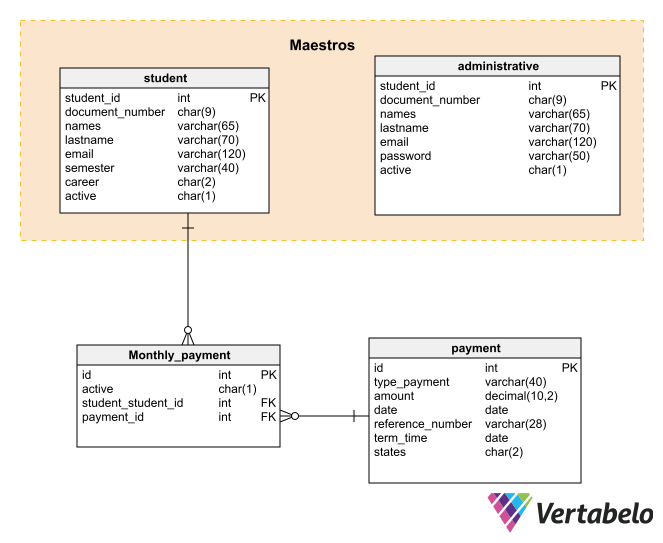 Maestros
student
student_id int PK
document_number char(9)
names varchar(65)
lastname varchar(70)
email varchar(120)
semester varchar(40)
career char(2)
active char(1)
administrative
student_id int PK
document_number char(9)
names varchar(65)
lastname varchar(70)
email varchar(120)
password varchar(50)
active char(1)
Monthly_payment
id int PK
active char(1)
student_student_id int FK
payment_id int FK
payment
id int PK
type_payment varchar(40)
amount decimal(10,2)
date date
reference_number varchar(28)
term_time date
states char(2)
Vertabelo